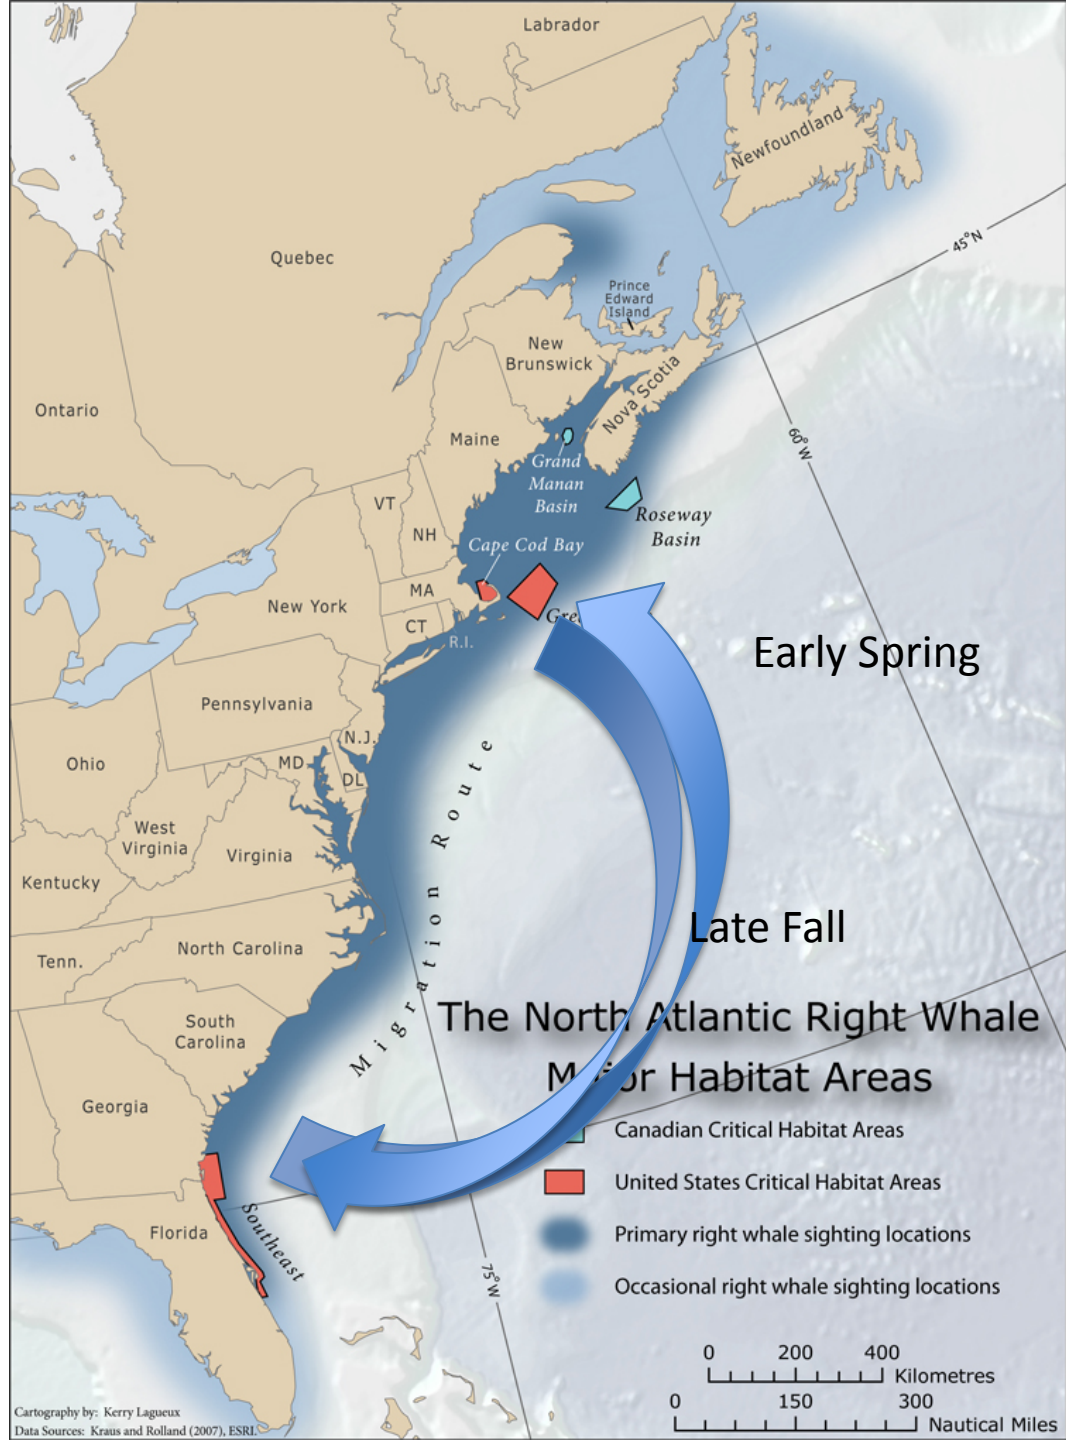 Labrador
Newfoundland
45°N
Quebec
Prince
Edward
Island
New
Brunswick
Nova Scotia
Ontario
Maine
60°W
Grand
Manan
Basin
VT
Roseway
Basin
NH
Cape Cod Bay
MA
New York
Gre
CT
R.I.
Early Spring
Pennsylvania
N.J.
MD
Ohio
DL
Migration Route
West
Virginia
Virginia
Kentucky
Late Fall
North Carolina
Tenn.
The North Atlantic Right Whale
Major Habitat Areas
South
Carolina
Georgia
Canadian Critical Habitat Areas
United States Critical Habitat Areas
Southeast
Florida
Primary right whale sighting locations
75°W
Occasional right whale sighting locations
0 200 400
Kilometres
0 150 300
Nautical Miles
Cartography by: Kerry Lagueux
Data Sources: Kraus and Rolland (2007), ESRI.